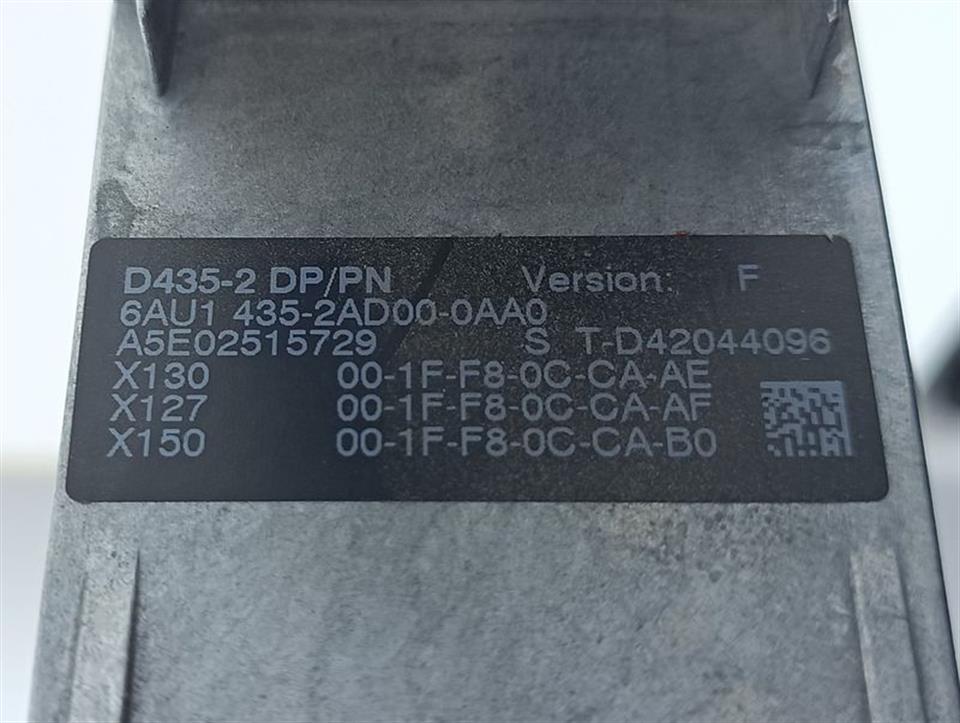 D435-2 DP/PN Version: F
6AU1 435-2AD00-0AA0
A5E02515729 S T-D42044096
X130 00-1F-F8-0C-CA-AE
X127 00-1F-F8-0C-CA-AF
X150 00-1F-F8-0C-CA-B0